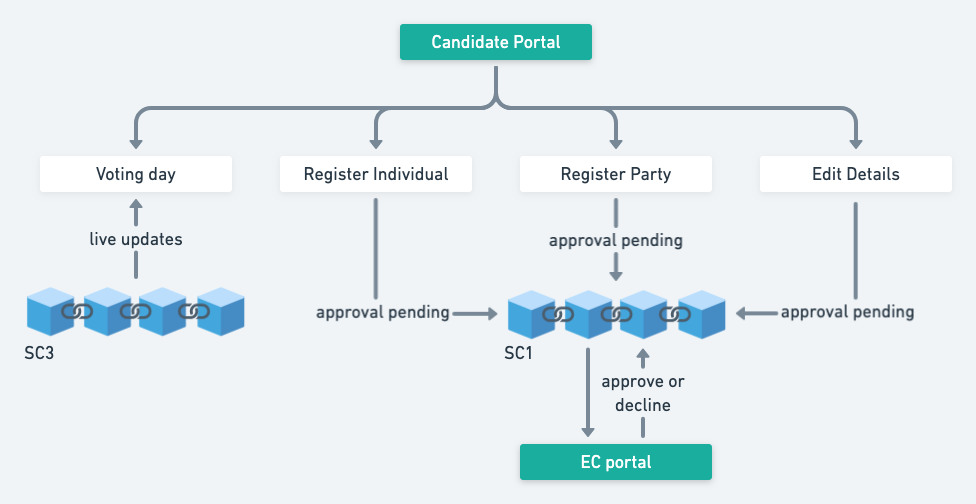 Candidate Portal
Voting day
Register Individual
Register Party
Edit Details
live updates
approval pending
approval pending
approval pending
SC3
SC1
approve or
decline
EC portal